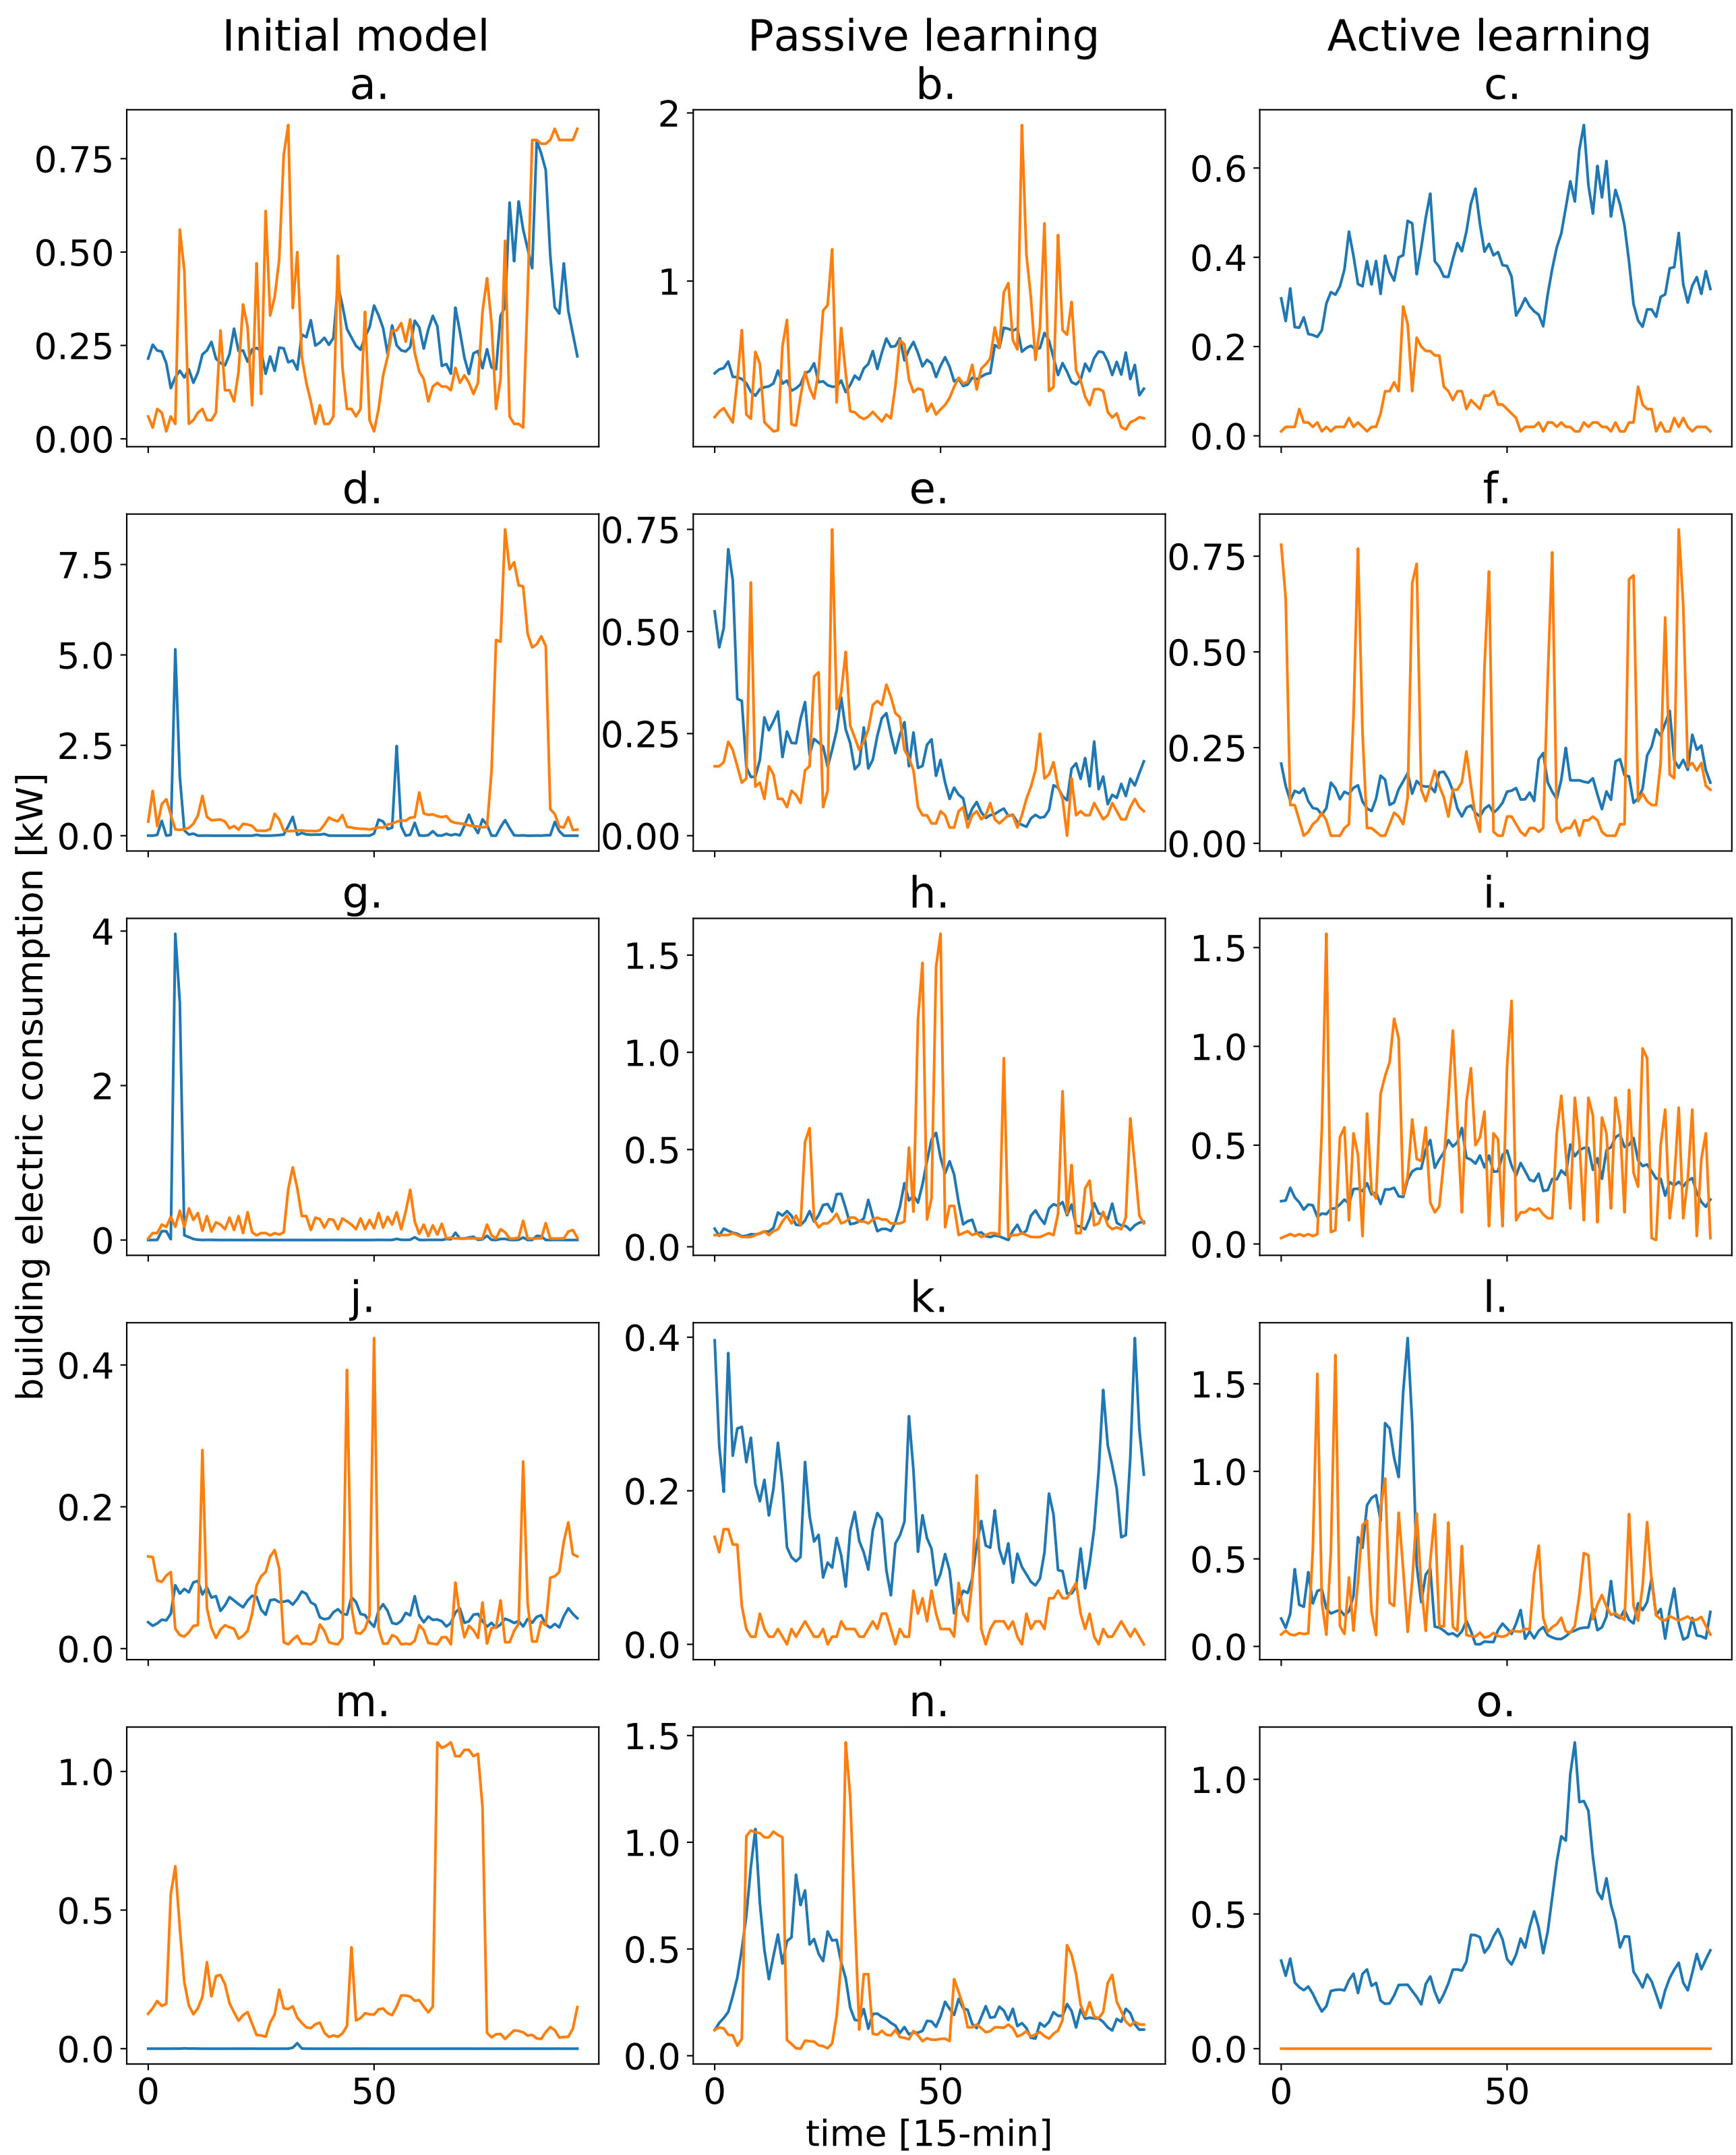 Initial model Passive learning Active learning
a. b. c.
0.75 2 0.6
0.50 1 0.4
0.25 0.2
0.00 0.0
d. e. f.
7.5 0.75 0.75
5.0 0.50 0.50
2.5 0.25 0.25
0.0 0.00 0.00
building electric consumption [kW]
g. h. i.
4 1.5 1.5
2 1.0 1.0
0 0.5 0.5
0.0 0.0
j. k. l.
0.4 0.4 1.5
0.2 0.2 1.0
0.0 0.0 0.5
0.0
m. n. o.
1.0 1.5 1.0
0.5 1.0 0.5
0.0 0.5 0.0
0.0
0 50 0 50 0 50
time [15-min]